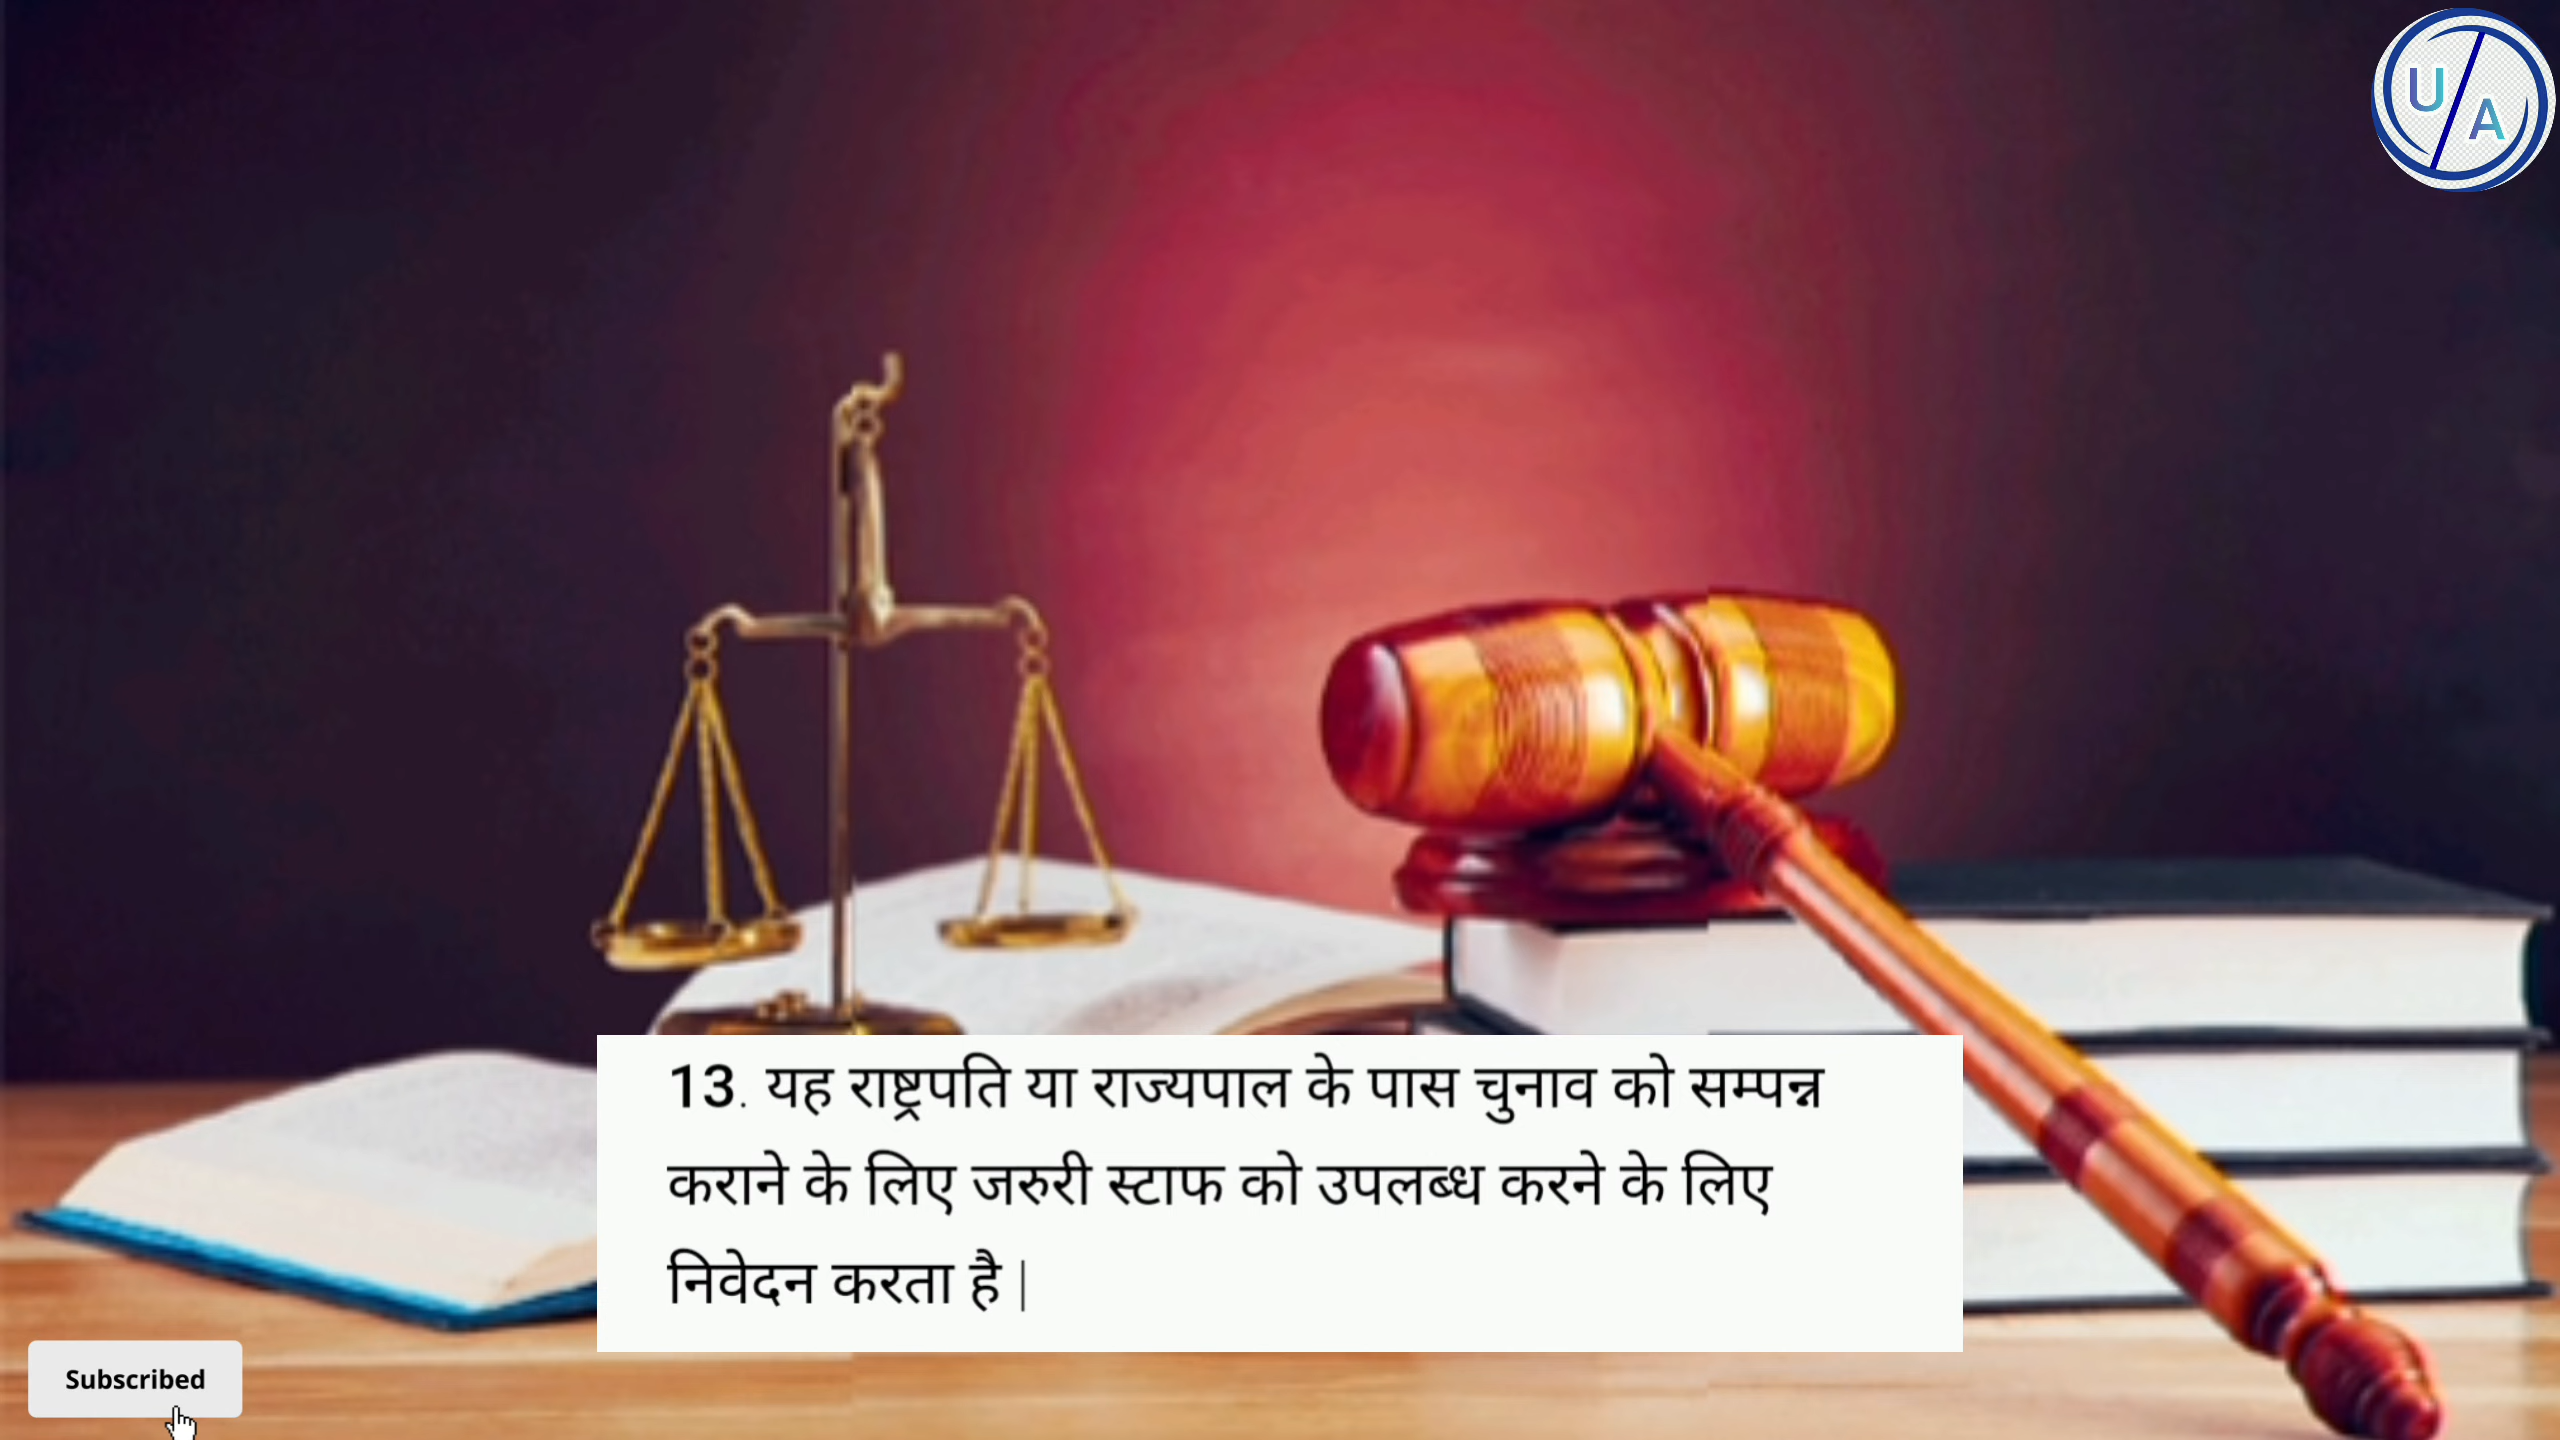 U
A
13. यह राष्ट्रपति या राज्यपाल के पास चुनाव को सम्पन्न
कराने के लिए जरुरी स्टाफ को उपलब्ध करने के लिए
निवेदन करता है |
Subscribed